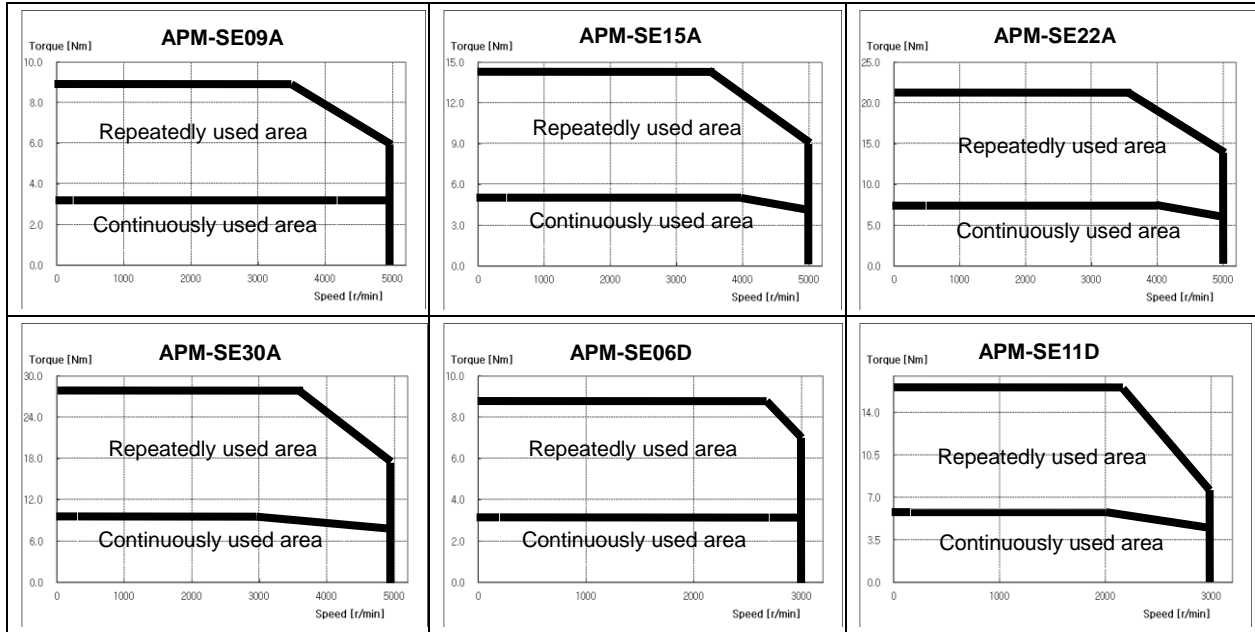 APM-SE09A
Torque [Nm]
10.0
8.0
Repeatedly used area
6.0
4.0
Continuously used area
2.0
0.0
0 1000 2000 3000 4000 5000
Speed [r/min]
APM-SE15A
Torque [Nm]
15.0
12.0
Repeatedly used area
9.0
6.0
Continuously used area
3.0
0.0
0 1000 2000 3000 4000 5000
Speed [r/min]
APM-SE22A
Torque [Nm]
25.0
20.0
Repeatedly used area
15.0
10.0
Continuously used area
5.0
0.0
0 1000 2000 3000 4000 5000
Speed [r/min]
APM-SE30A
Torque [Nm]
30.0
24.0
Repeatedly used area
18.0
12.0
Continuously used area
6.0
0.0
0 1000 2000 3000 4000 5000
Speed [r/min]
APM-SE06D
Torque [Nm]
10.0
8.0
Repeatedly used area
6.0
4.0
Continuously used area
2.0
0.0
0 1000 2000 3000
Speed [r/min]
APM-SE11D
Torque [Nm]
14.0
Repeatedly used area
10.5
7.0
Continuously used area
3.5
0.0
0 1000 2000 3000
Speed [r/min]